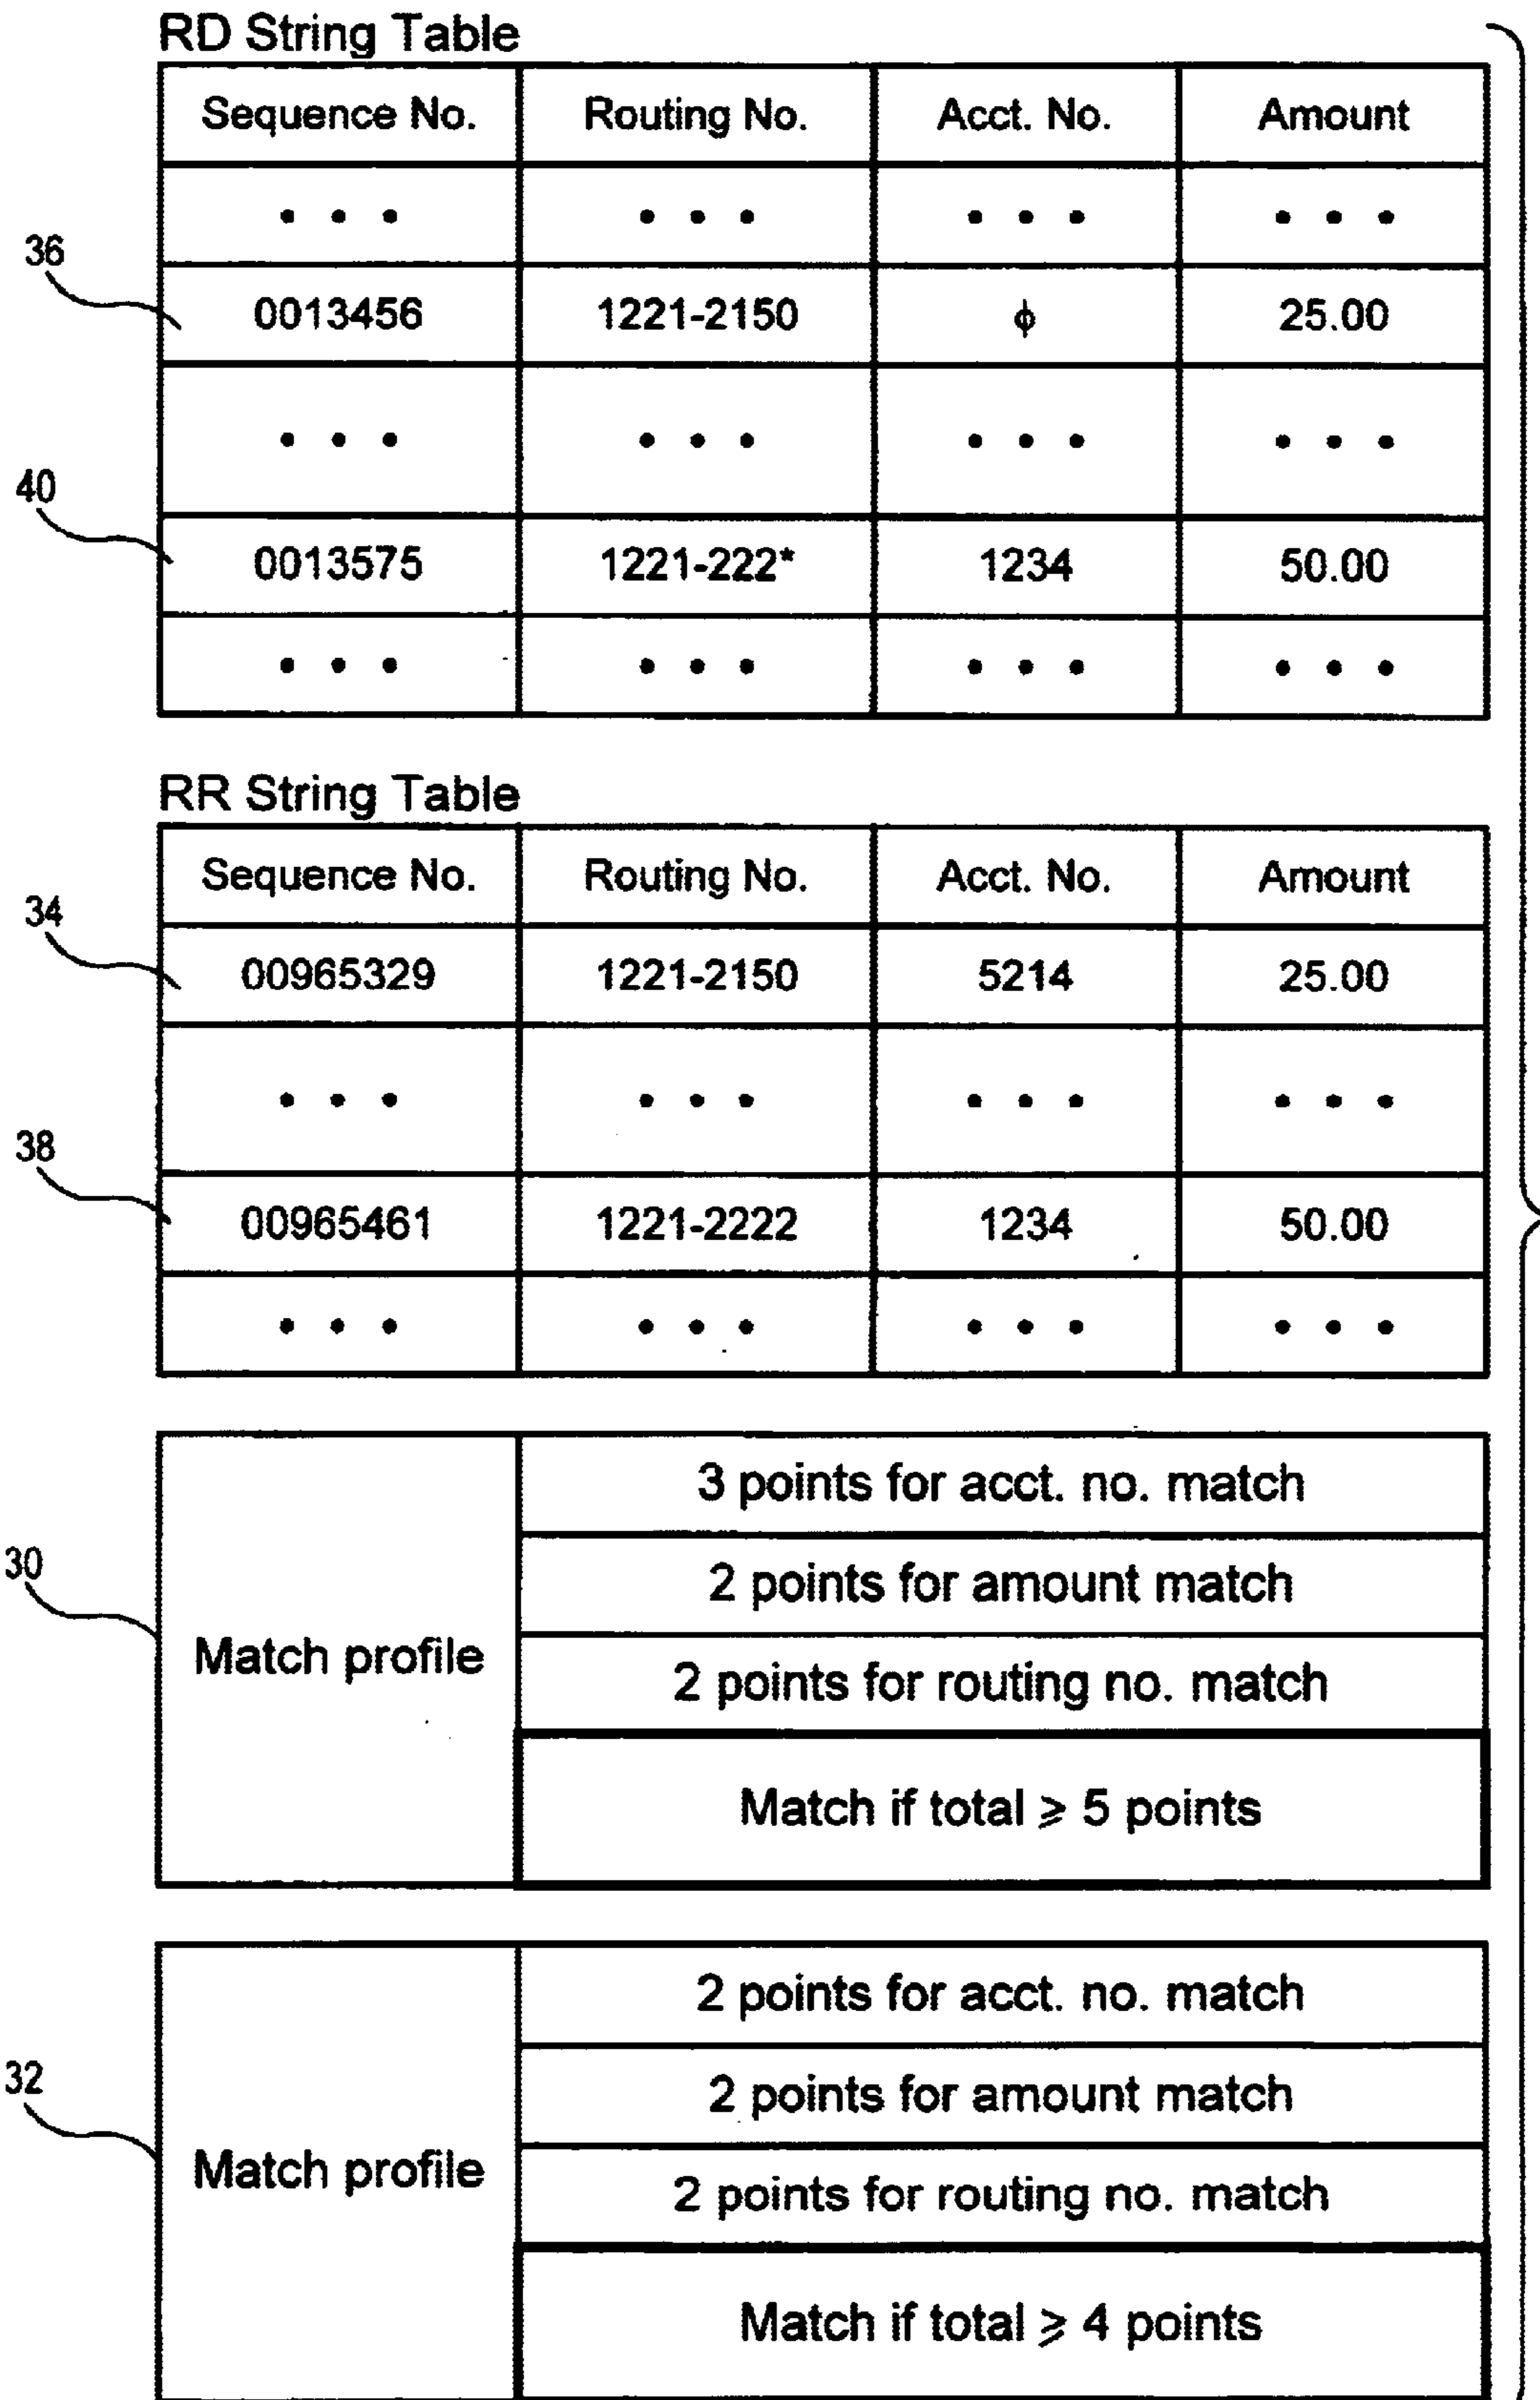 RD String Table
Sequence No. Routing No. Acct. No. Amount
• • • • • • • • • • • •
36
0013456 1221-2150 ϕ 25.00
• • • • • • • • • • • •
40
0013575 1221-222* 1234 50.00
• • • • • • • • • • • •
RR String Table
Sequence No. Routing No. Acct. No. Amount
34
00965329 1221-2150 5214 25.00
• • • • • • • • • • • •
38
00965461 1221-2222 1234 50.00
• • • • • • • • • • • •
30
Match profile
3 points for acct. no. match
2 points for amount match
2 points for routing no. match
Match if total ⩾ 5 points
32
Match profile
2 points for acct. no. match
2 points for amount match
2 points for routing no. match
Match if total ⩾ 4 points